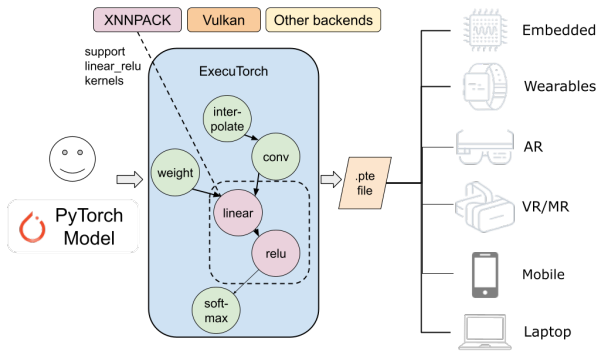 XNNPACK
Vulkan
Other backends
support
linear_relu
kernels
ExecuTorch
inter-
polate
conv
weight
linear
relu
soft-
max
PyTorch
Model
.pte
file
Embedded
Wearables
AR
VR/MR
Mobile
Laptop